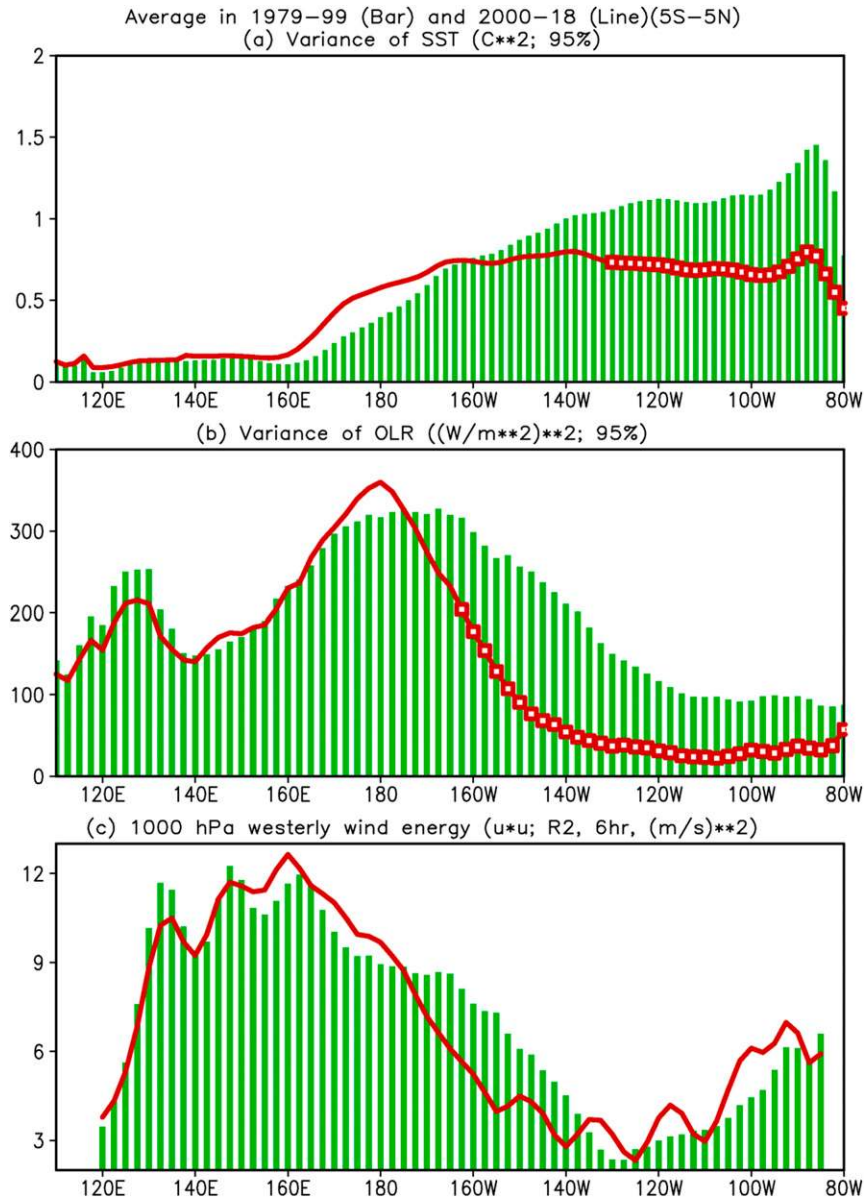 Average in 1979-99 (Bar) and 2000-18 (Line)(5S-5N)
(a) Variance of SST (C**2; 95%)
2
1.5
1
0.5
0
120E 140E 160E 180 160W 140W 120W 100W 80W
(b) Variance of OLR ((W/m**2)**2; 95%)
400
300
200
100
0
120E 140E 160E 180 160W 140W 120W 100W 80W
(c) 1000 hPa westerly wind energy (u*u; R2, 6hr, (m/s)**2)
12
9
6
3
120E 140E 160E 180 160W 140W 120W 100W 80W